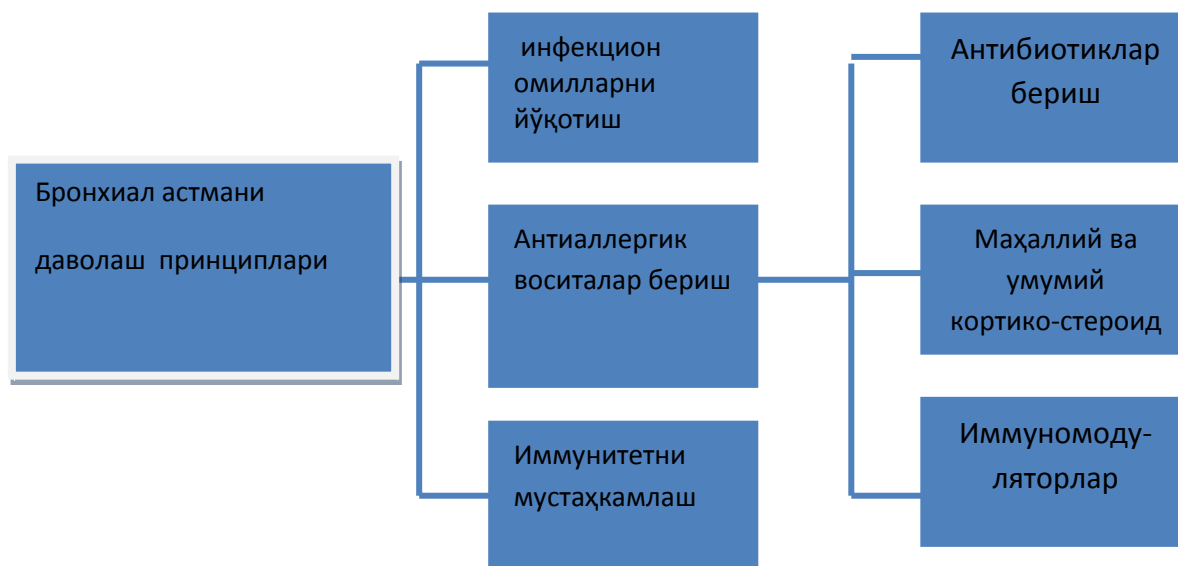 Бронхиал астмани
даволаш принциплари
инфекцион
омилларни
йўқотиш
Антиаллергик
воситалар бериш
Иммунитетни
мустаҳкамлаш
Антибиотиклар
бериш
Маҳаллий ва
умумий
кортико-стероид
Иммуномоду-
ляторлар